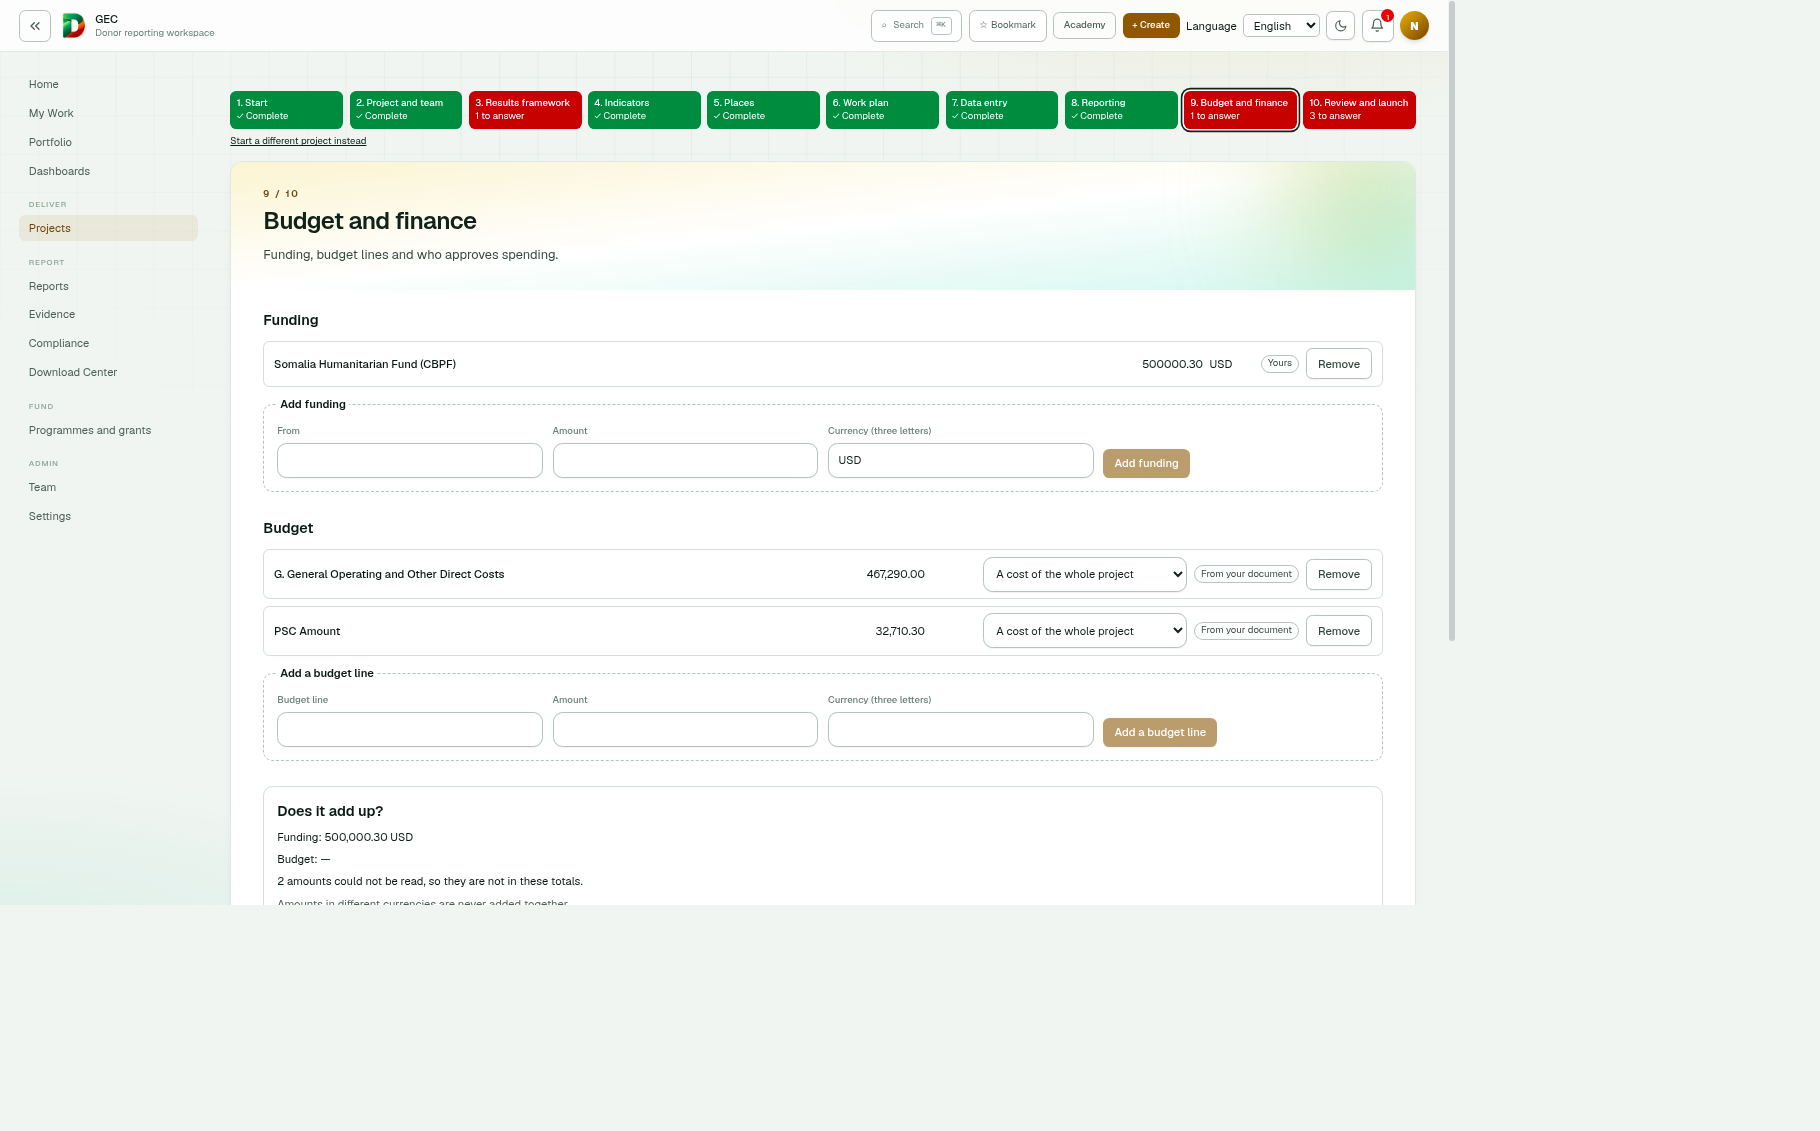 GEC
Donor reporting workspace
Search ⌘K
☆ Bookmark
Academy
+ Create
Language
English
1
N
Home
My Work
Portfolio
Dashboards
DELIVER
Projects
REPORT
Reports
Evidence
Compliance
Download Center
FUND
Programmes and grants
ADMIN
Team
Settings
1. Start
✓ Complete
2. Project and team
✓ Complete
3. Results framework
1 to answer
4. Indicators
✓ Complete
5. Places
✓ Complete
6. Work plan
✓ Complete
7. Data entry
✓ Complete
8. Reporting
✓ Complete
9. Budget and finance
1 to answer
10. Review and launch
3 to answer
Start a different project instead
9 / 10
Budget and finance
Funding, budget lines and who approves spending.
Funding
Somalia Humanitarian Fund (CBPF) 500000.30 USD Yours Remove
Add funding
From Amount Currency (three letters)
USD Add funding
Budget
G. General Operating and Other Direct Costs 467,290.00 A cost of the whole project From your document Remove
PSC Amount 32,710.30 A cost of the whole project From your document Remove
Add a budget line
Budget line Amount Currency (three letters)
Add a budget line
Does it add up?
Funding: 500,000.30 USD
Budget: —
2 amounts could not be read, so they are not in these totals.
Amounts in different currencies are never added together.